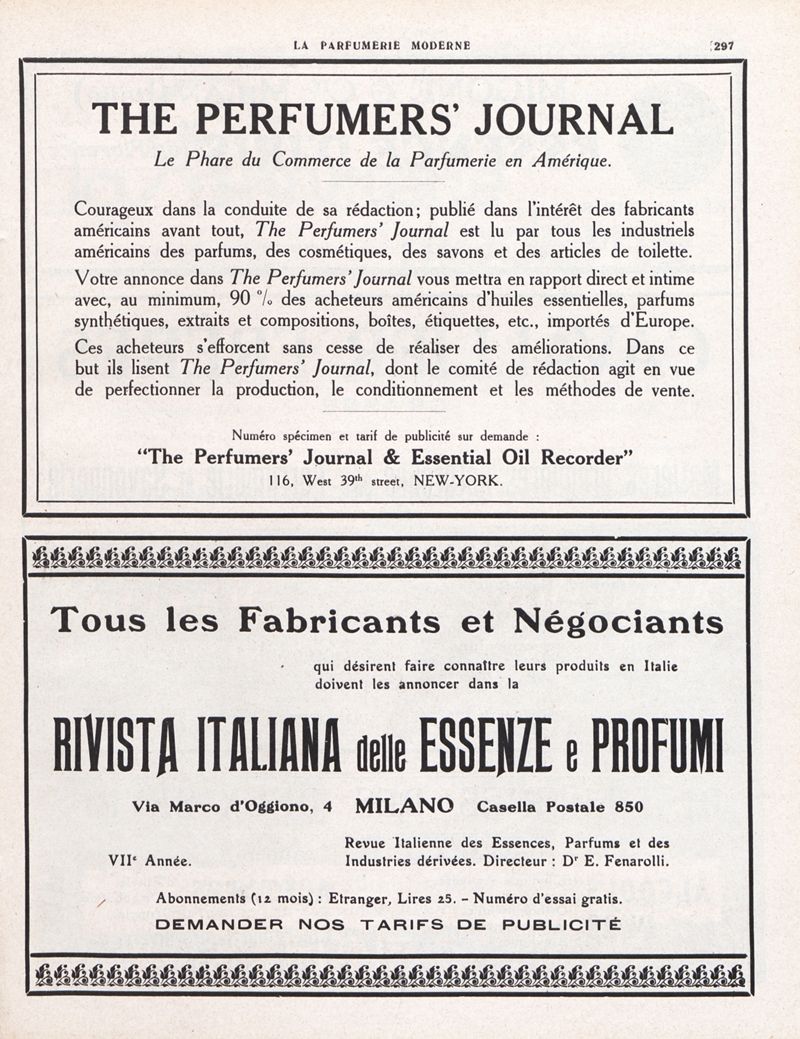 LA PARFUMERIE MODERNE 297
THE PERFUMERS' JOURNAL
Le Phare du Commerce de la Parfumerie en Amérique.
Courageux dans la conduite de sa rédaction; publié dans l'intérêt des fabricants
américains avant tout, The Perfumers' Journal est lu par tous les industriels
américains des parfums, des cosmétiques, des savons et des articles de toilette.
Votre annonce dans The Perfumers' Journal vous mettra en rapport direct et intime
avec, au minimum, 90 % des acheteurs américains d'huiles essentielles, parfums
synthétiques, extraits et compositions, boîtes, étiquettes, etc., importés d'Europe.
Ces acheteurs s'efforcent sans cesse de réaliser des améliorations. Dans ce
but ils lisent The Perfumers' Journal, dont le comité de rédaction agit en vue
de perfectionner la production, le conditionnement et les méthodes de vente.
Numéro spécimen et tarif de publicité sur demande :
"The Perfumers' Journal & Essential Oil Recorder"
116, West 39th street, NEW-YORK.
Tous les Fabricants et Négociants
qui désirent faire connaître leurs produits en Italie
doivent les annoncer dans la
RIVISTA ITALIANA delle ESSENZE e PROFUMI
Via Marco d'Oggiono, 4 MILANO Casella Postale 850
Revue Italienne des Essences, Parfums et des
VIIe Année. Industries dérivées. Directeur : Dr E. Fenarolli.
Abonnements (12 mois) : Etranger, Lires 25. - Numéro d'essai gratis.
DEMANDER NOS TARIFS DE PUBLICITÉ